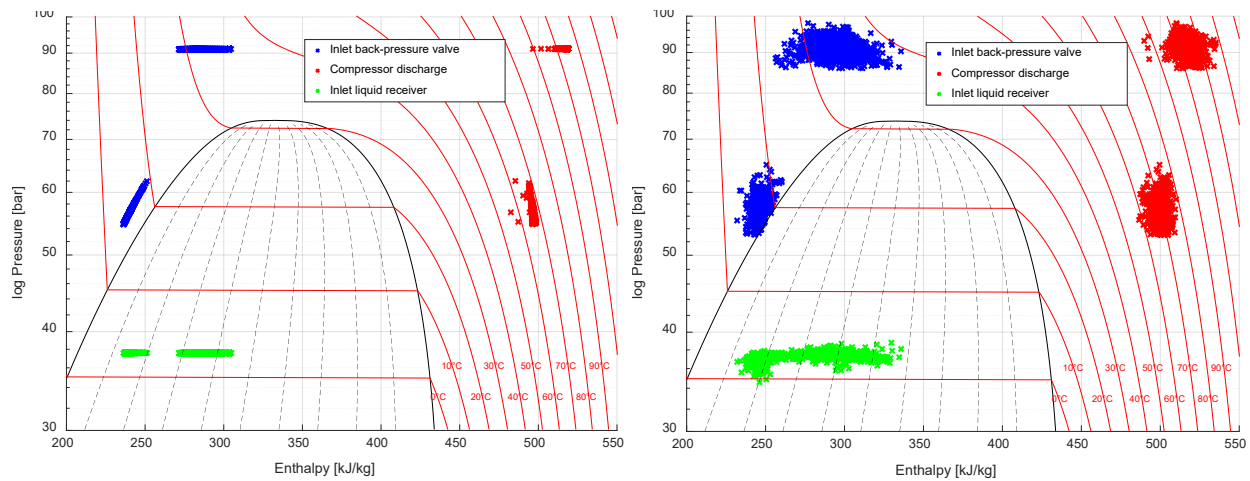 100
90
80
70
60
50
40
30
log Pressure [bar]
Inlet back-pressure valve
Compressor discharge
Inlet liquid receiver
10°C
30°C
50°C
70°C
90°C
0°C
20°C
40°C
60°C
80°C
200
250
300
350
400
450
500
550
Enthalpy [kJ/kg]
100
90
80
70
60
50
40
30
log Pressure [bar]
Inlet back-pressure valve
Compressor discharge
Inlet liquid receiver
10°C
30°C
50°C
70°C
90°C
0°C
20°C
40°C
60°C
80°C
200
250
300
350
400
450
500
550
Enthalpy [kJ/kg]